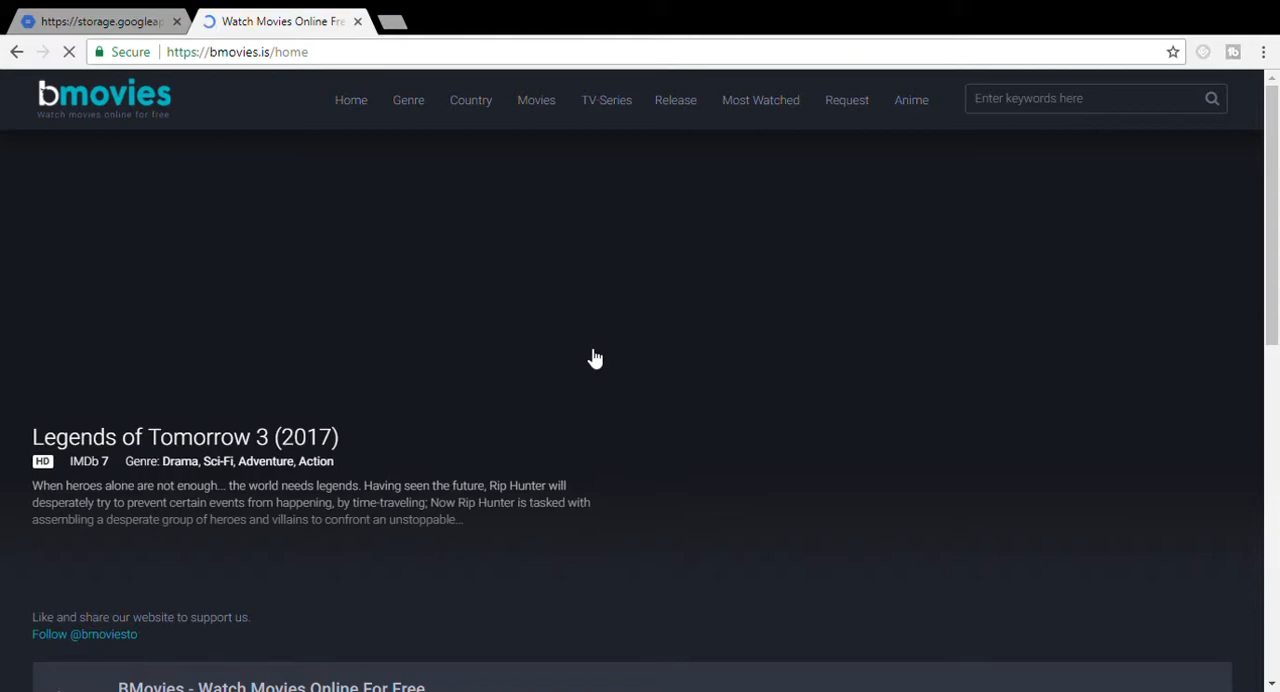 https://storage.googleap
Watch Movies Online Fre
Secure
https://bmovies.is/home
bmovies
Watch movies online for free
Home
Genre
Country
Movies
TV-Series
Release
Most Watched
Request
Anime
Enter keywords here
Legends of Tomorrow 3 (2017)
HD IMDb 7 Genre: Drama, Sci-Fi, Adventure, Action
When heroes alone are not enough... the world needs legends. Having seen the future, Rip Hunter will
desperately try to prevent certain events from happening, by time-traveling; Now Rip Hunter is tasked with
assembling a desperate group of heroes and villains to confront an unstoppable...
Like and share our website to support us.
Follow @bmoviesto
BMovies - Watch Movies Online For Free